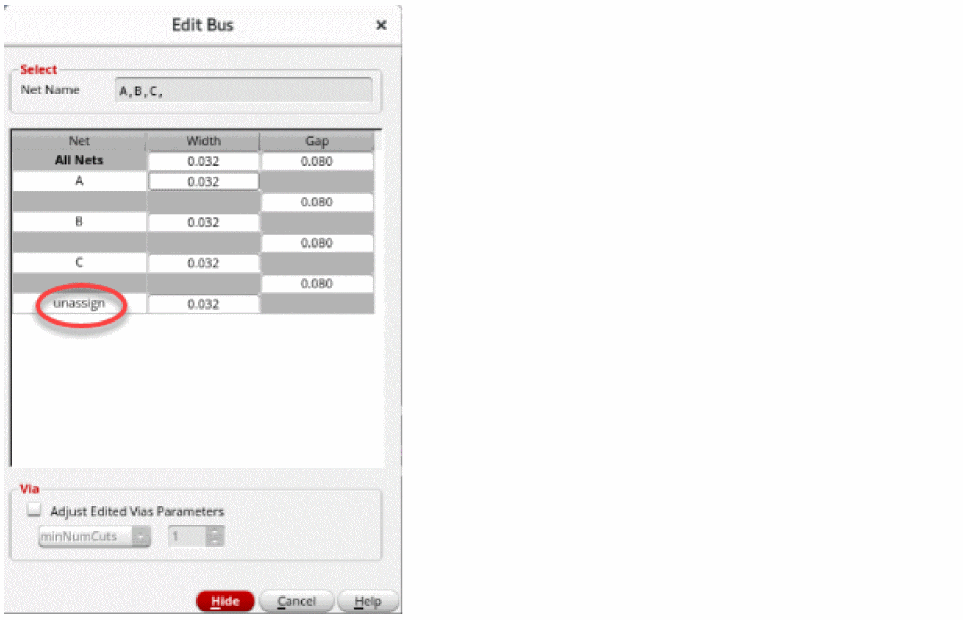 Edit Bus ×
Select
Net Name A,B,C,
Net Width Gap
All Nets 0.032 0.080
A 0.032
0.080
B 0.032
0.080
C 0.032
0.080
unassign 0.032
Via
Adjust Edited Vias Parameters
minNumCuts 1
Hide Cancel Help